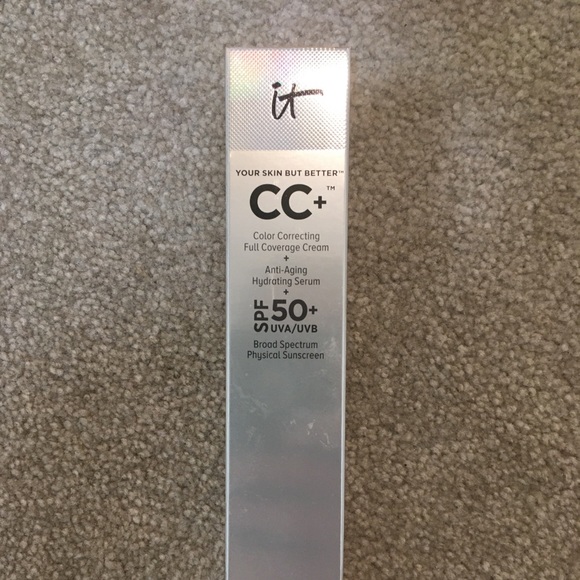 it
YOUR SKIN BUT BETTER™
CC+™
Color Correcting
Full Coverage Cream
+
Anti-Aging
Hydrating Serum
+
SPF 50+
UVA/UVB
Broad Spectrum
Physical Sunscreen